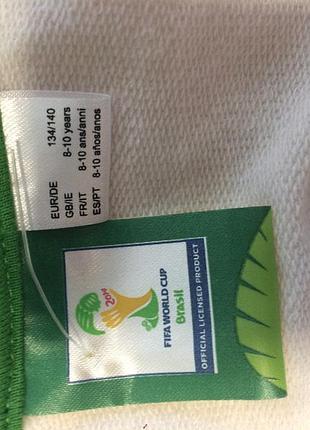 EUR/DE 134/140
GB/IE 8-10 years
FR/IT 8-10 ans/anni
ES/PT 8-10 años/anos
2014
FIFA WORLD CUP
Brasil
OFFICIAL LICENSED PRODUCT